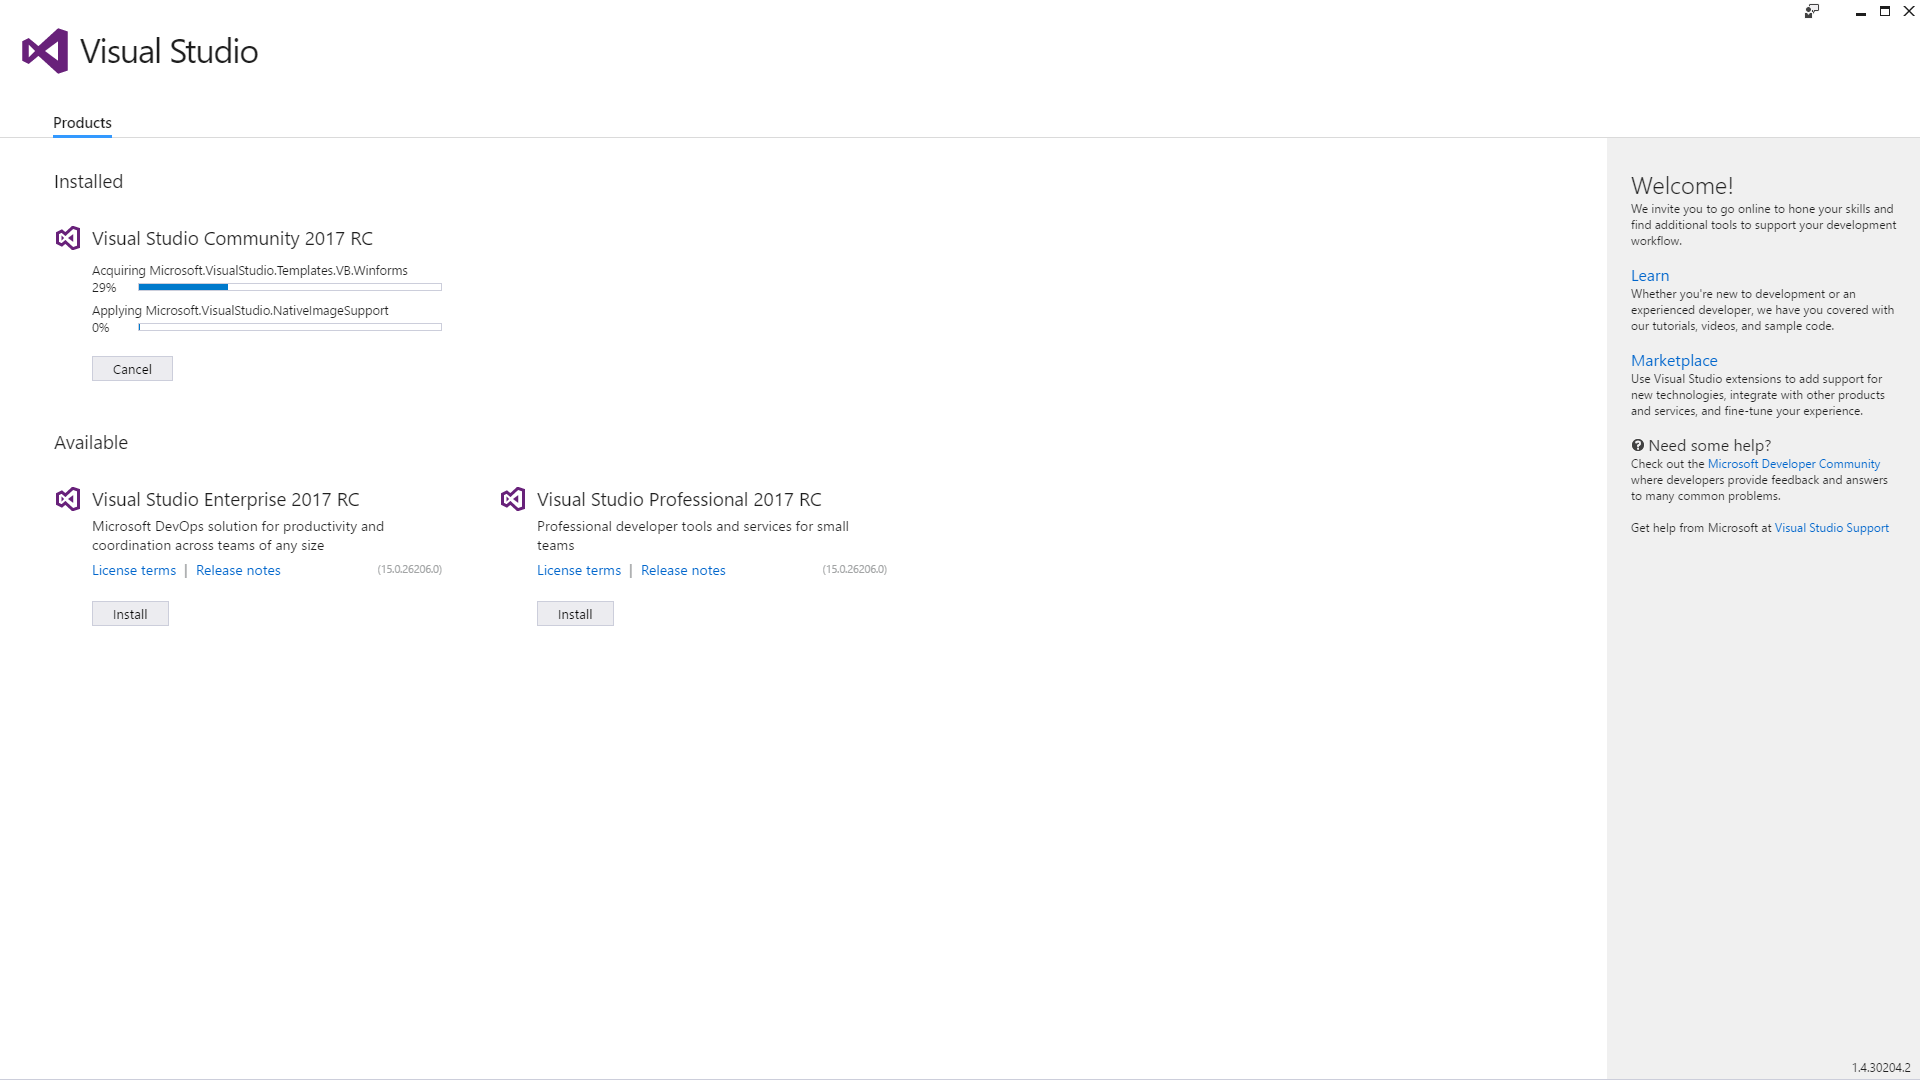 Visual Studio
Products
Installed
Visual Studio Community 2017 RC
Acquiring Microsoft.VisualStudio.Templates.VB.Winforms
29%
Applying Microsoft.VisualStudio.NativeImageSupport
0%
Cancel
Available
Visual Studio Enterprise 2017 RC
Microsoft DevOps solution for productivity and
coordination across teams of any size
License terms | Release notes (15.0.26206.0)
Install
Visual Studio Professional 2017 RC
Professional developer tools and services for small
teams
License terms | Release notes (15.0.26206.0)
Install
Welcome!
We invite you to go online to hone your skills and
find additional tools to support your development
workflow.
Learn
Whether you're new to development or an
experienced developer, we have you covered with
our tutorials, videos, and sample code.
Marketplace
Use Visual Studio extensions to add support for
new technologies, integrate with other products
and services, and fine-tune your experience.
Need some help?
Check out the Microsoft Developer Community
where developers provide feedback and answers
to many common problems.
Get help from Microsoft at Visual Studio Support
1.4.30204.2